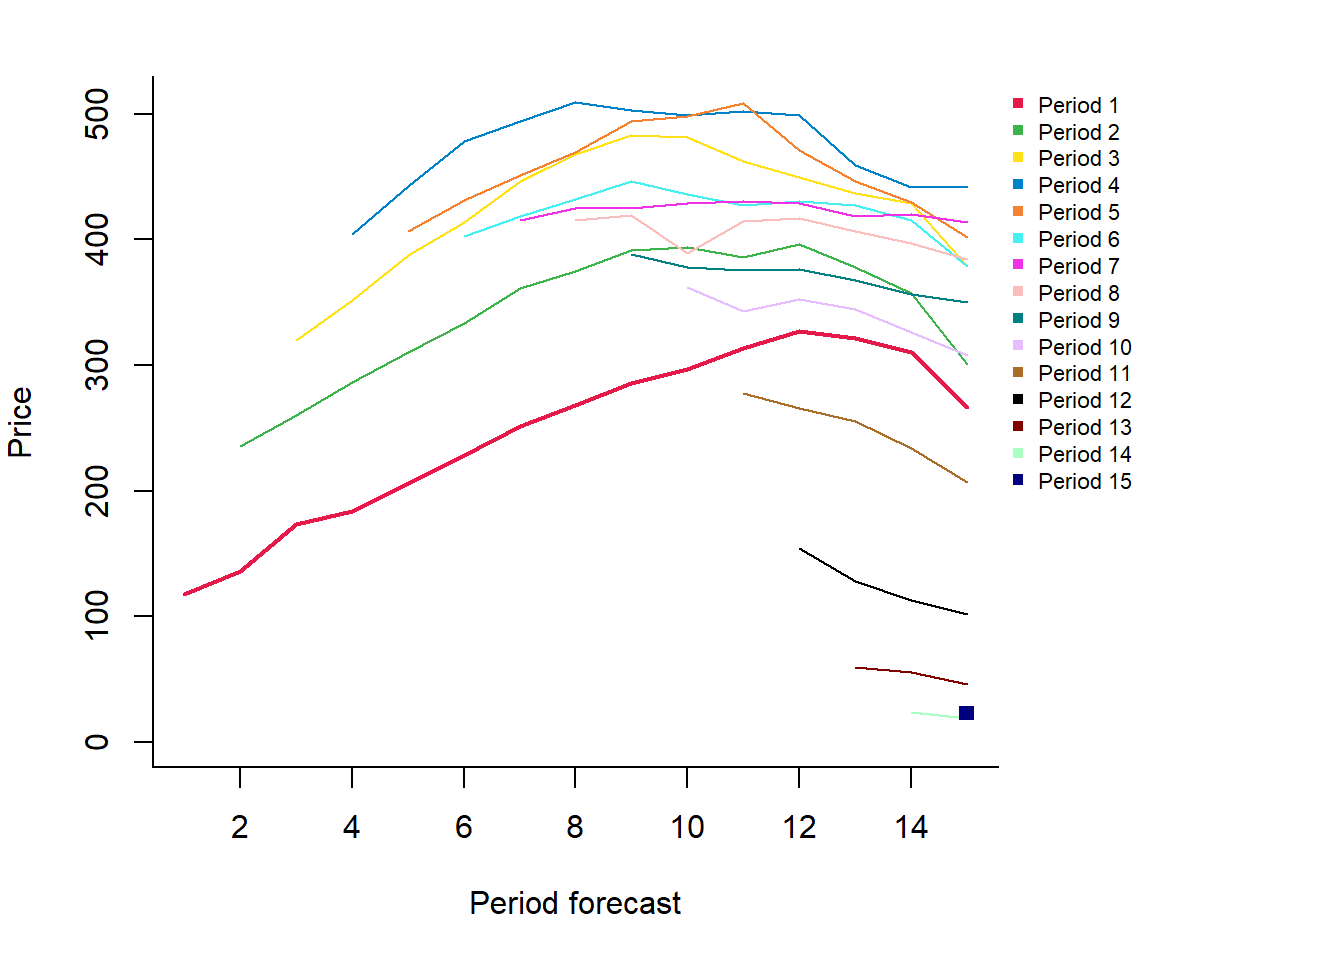 Price
500
400
300
200
100
0
2 4 6 8 10 12 14
Period forecast
Period 1
Period 2
Period 3
Period 4
Period 5
Period 6
Period 7
Period 8
Period 9
Period 10
Period 11
Period 12
Period 13
Period 14
Period 15